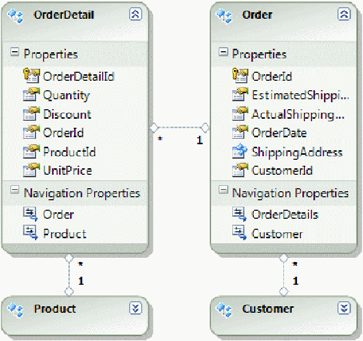 OrderDetail
Properties
OrderDetailId
Quantity
Discount
OrderId
ProductId
UnitPrice
Navigation Properties
Order
Product
* 1
Order
Properties
OrderId
EstimatedShippi...
ActualShipping...
OrderDate
ShippingAddress
CustomerId
Navigation Properties
OrderDetails
Customer
*
1
Product
*
1
Customer